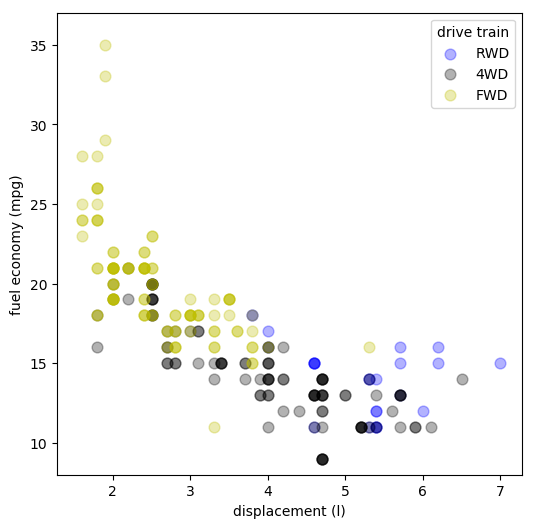 drive train
RWD
4WD
FWD
35
30
25
20
15
10
fuel economy (mpg)
2 3 4 5 6 7
displacement (l)